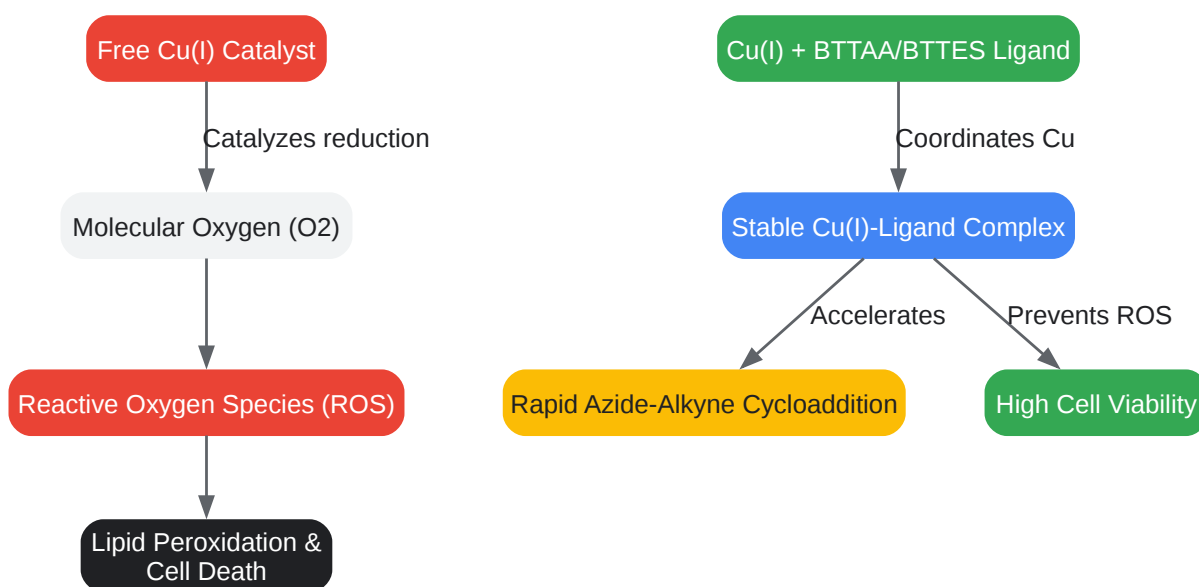 Free Cu(I) Catalyst
Cu(I) + BTTAA/BTTES Ligand
Catalyzes reduction
Coordinates Cu
Molecular Oxygen (O2)
Stable Cu(I)-Ligand Complex
Accelerates
Prevents ROS
Reactive Oxygen Species (ROS)
Rapid Azide-Alkyne Cycloaddition
High Cell Viability
Lipid Peroxidation &
Cell Death